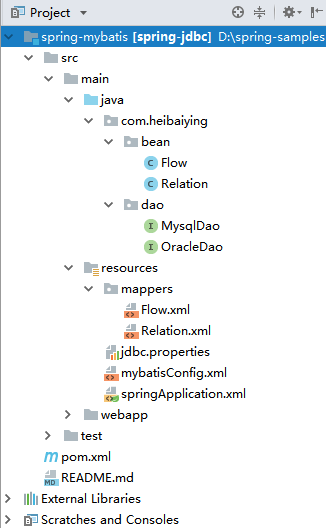 Project
spring-mybatis [spring-jdbc] D:\spring-samples
src
main
java
com.heibaiying
bean
C Flow
C Relation
dao
I MysqlDao
I OracleDao
resources
mappers
Flow.xml
Relation.xml
jdbc.properties
mybatisConfig.xml
springApplication.xml
webapp
test
m pom.xml
MD README.md
External Libraries
Scratches and Consoles